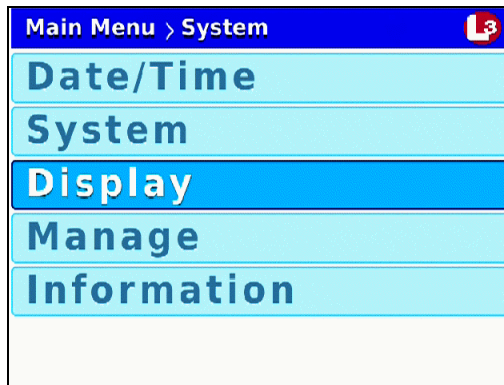 Main Menu > System L3
Date/Time
System
Display
Manage
Information